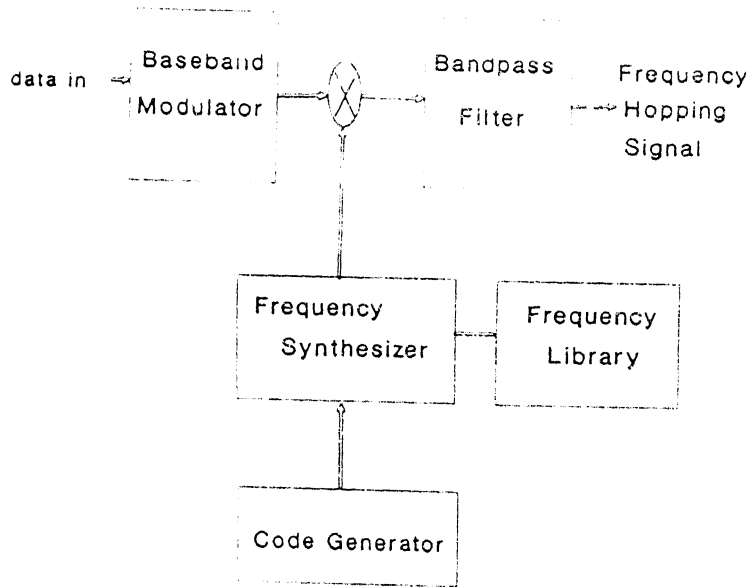 data in
Baseband
Modulator
Bandpass
Filter
Frequency
Hopping
Signal
Frequency
Synthesizer
Frequency
Library
Code Generator